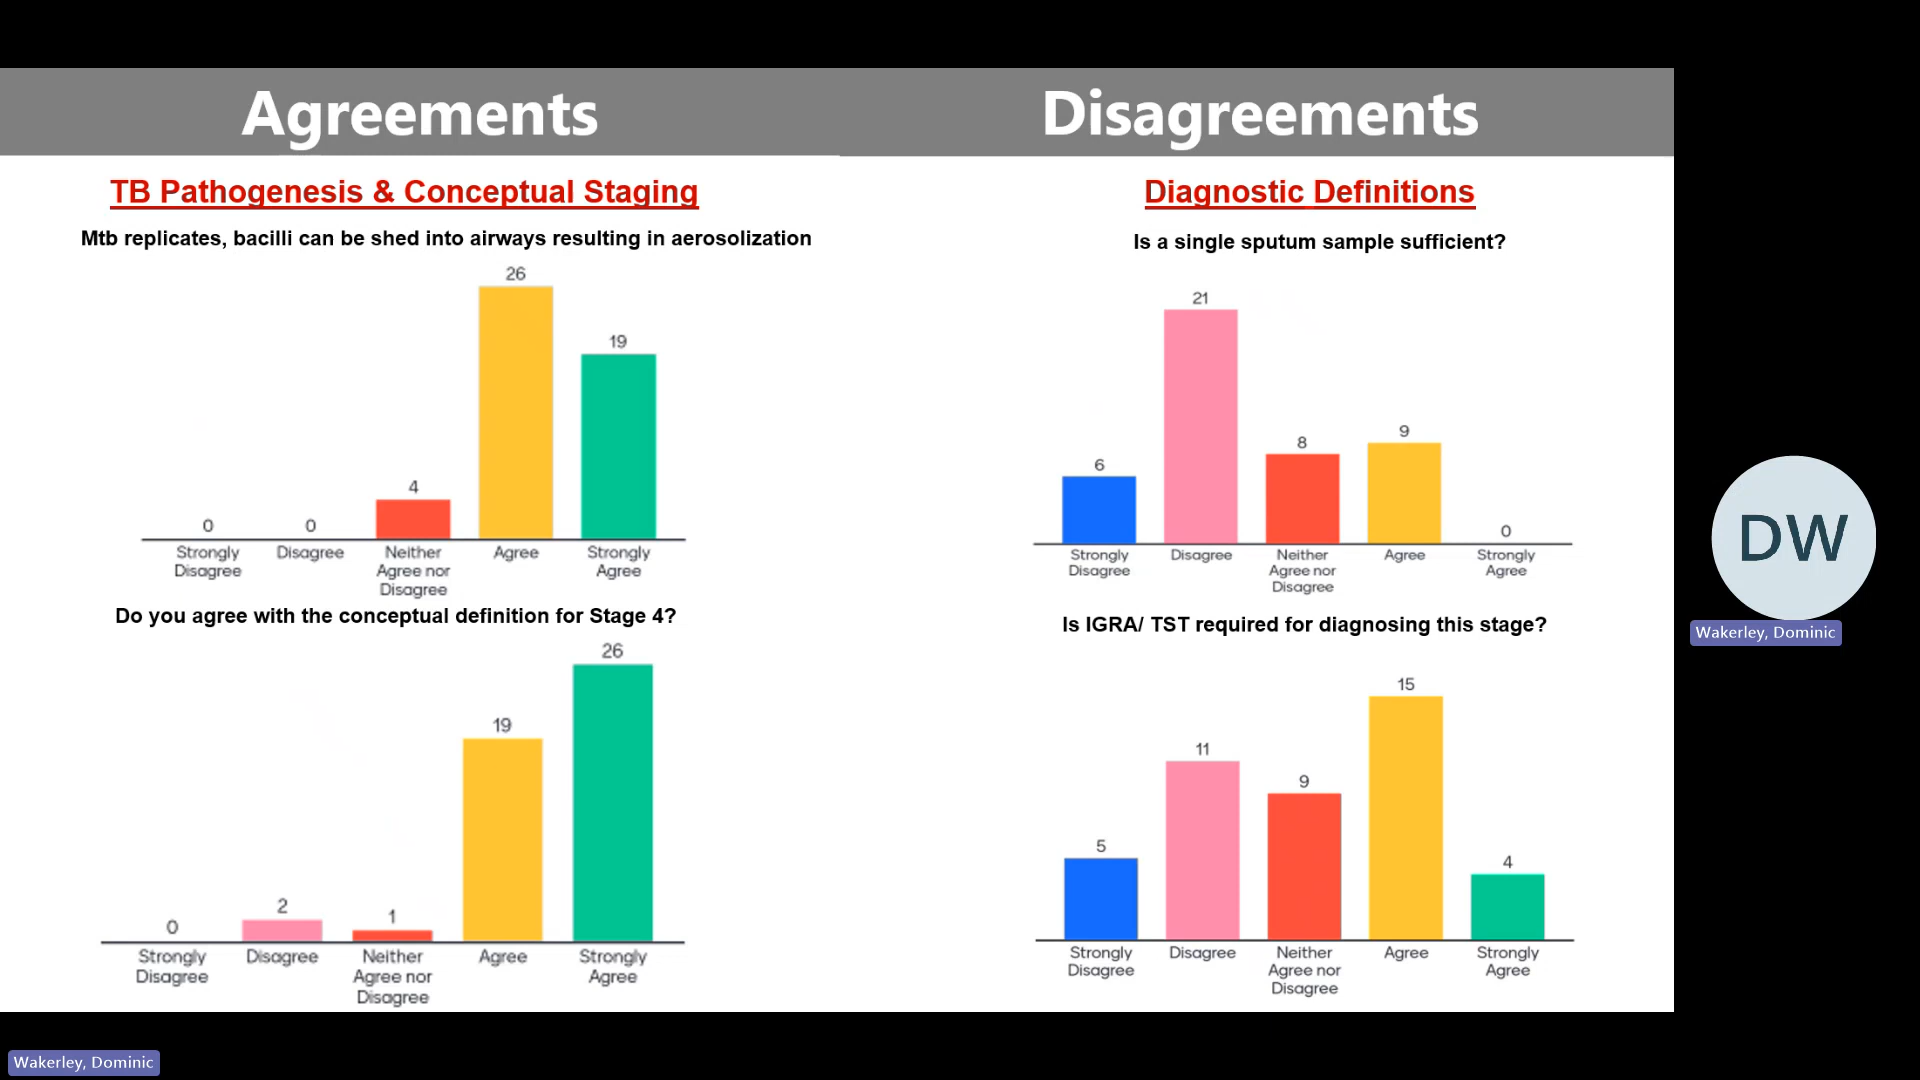 Agreements
Disagreements
TB Pathogenesis & Conceptual Staging
Mtb replicates, bacilli can be shed into airways resulting in aerosolization
26
19
4
0
0
Strongly Disagree
Disagree
Neither Agree nor Disagree
Agree
Strongly Agree
Do you agree with the conceptual definition for Stage 4?
26
19
2
1
0
Strongly Disagree
Disagree
Neither Agree nor Disagree
Agree
Strongly Agree
Diagnostic Definitions
Is a single sputum sample sufficient?
21
9
8
6
0
Strongly Disagree
Disagree
Neither Agree nor Disagree
Agree
Strongly Agree
Is IGRA/ TST required for diagnosing this stage?
15
11
9
5
4
Strongly Disagree
Disagree
Neither Agree nor Disagree
Agree
Strongly Agree
DW
Wakerley, Dominic
Wakerley, Dominic